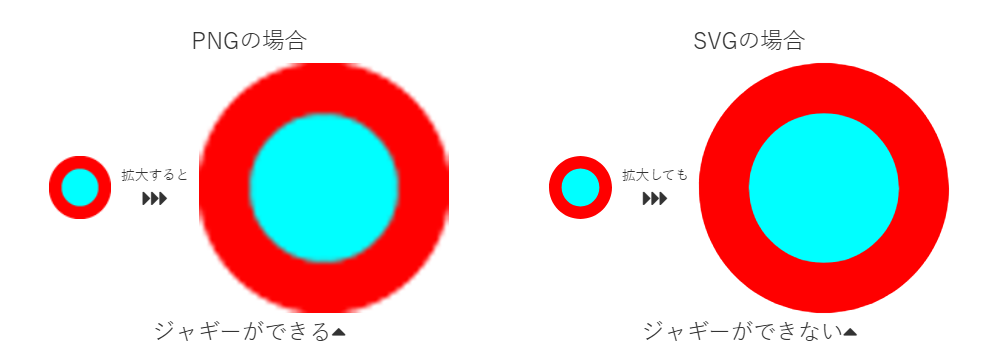 PNGの場合
拡大すると
ジャギーができる
SVGの場合
拡大しても
ジャギーができない